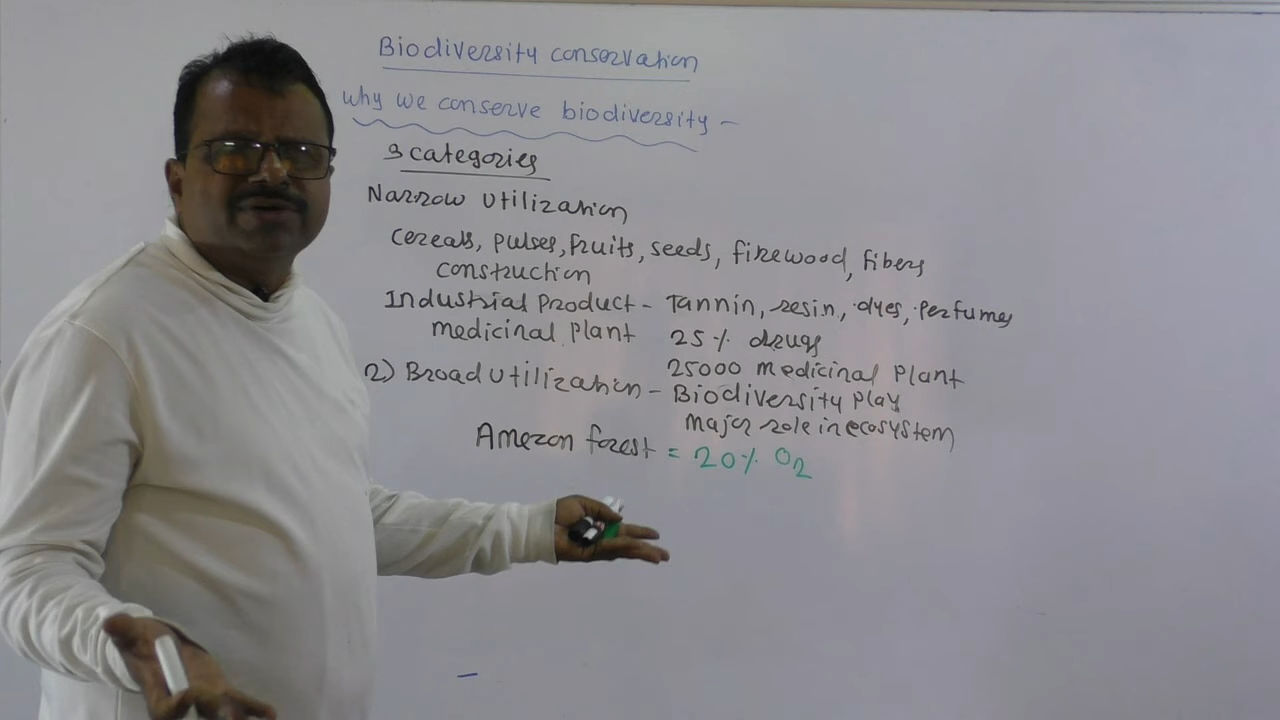 Biodiversity conservation
why we conserve biodiversity -
3 categories
Narrow utilization
cereals, pulses, fruits, seeds, firewood, fibers
construction
Industrial product - Tannin, resin, dyes, perfumes
medicinal plant 25% drugs
25000 medicinal plant
2) Broad utilization - Biodiversity play
major role in ecosystem
Amezon forest = 20% O2